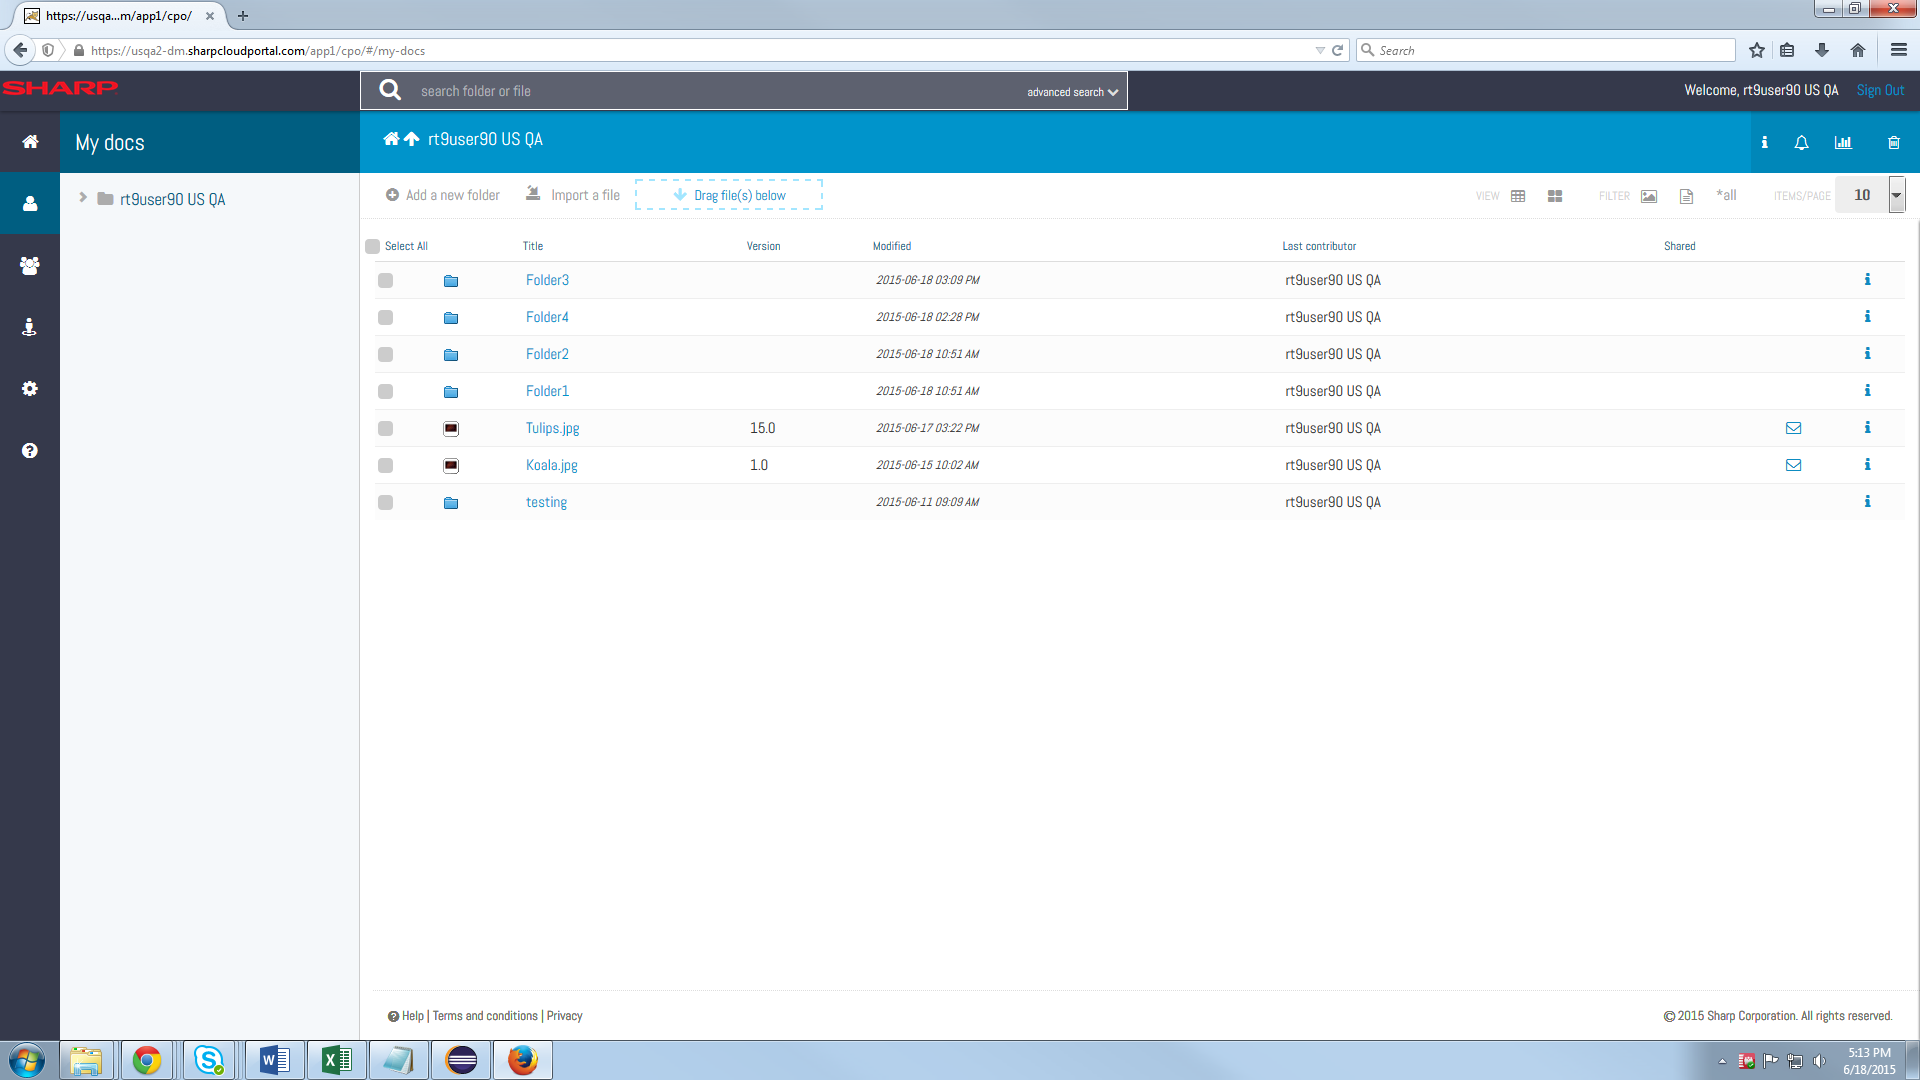 https://usqa...m/app1/cpo/
https://usqa2-dm.sharpcloudportal.com/app1/cpo/#/my-docs
Search
SHARP
search folder or file
advanced search
Welcome, rt9user90 US QA
Sign Out
My docs
rt9user90 US QA
rt9user90 US QA
Add a new folder
Import a file
Drag file(s) below
VIEW
FILTER
*all
ITEMS/PAGE
10
Select All Title Version Modified Last contributor Shared
Folder3 2015-06-18 03:09 PM rt9user90 US QA
Folder4 2015-06-18 02:28 PM rt9user90 US QA
Folder2 2015-06-18 10:51 AM rt9user90 US QA
Folder1 2015-06-18 10:51 AM rt9user90 US QA
Tulips.jpg 15.0 2015-06-17 03:22 PM rt9user90 US QA
Koala.jpg 1.0 2015-06-15 10:02 AM rt9user90 US QA
testing 2015-06-11 09:09 AM rt9user90 US QA
Help | Terms and conditions | Privacy
© 2015 Sharp Corporation. All rights reserved.
5:13 PM
6/18/2015